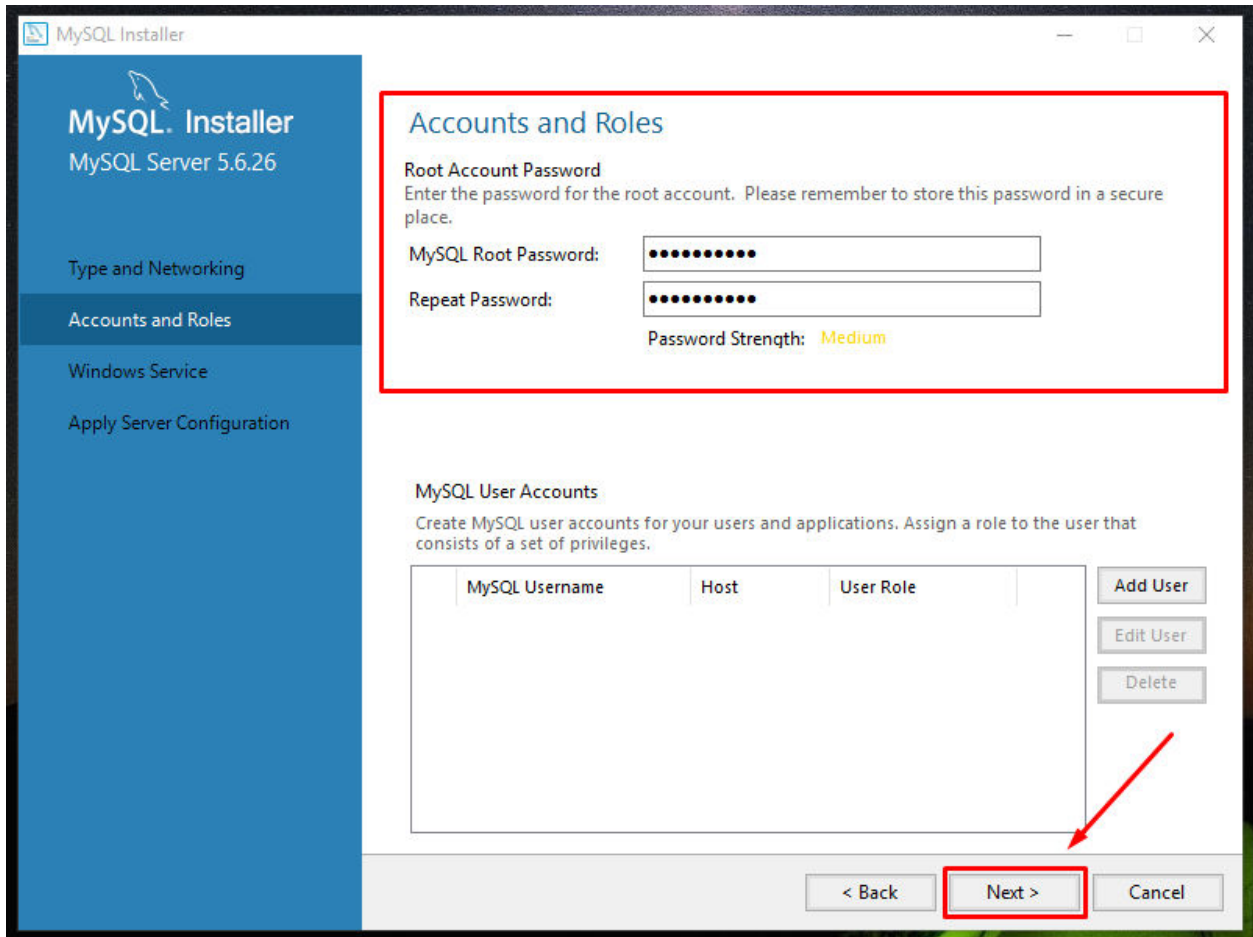 MySQL Installer
MySQL. Installer
MySQL Server 5.6.26
Type and Networking
Accounts and Roles
Windows Service
Apply Server Configuration
Accounts and Roles
Root Account Password
Enter the password for the root account. Please remember to store this password in a secure
place.
MySQL Root Password: ●●●●●●●●●●
Repeat Password: ●●●●●●●●●●
Password Strength: Medium
MySQL User Accounts
Create MySQL user accounts for your users and applications. Assign a role to the user that
consists of a set of privileges.
MySQL Username Host User Role
Add User
Edit User
Delete
< Back Next > Cancel